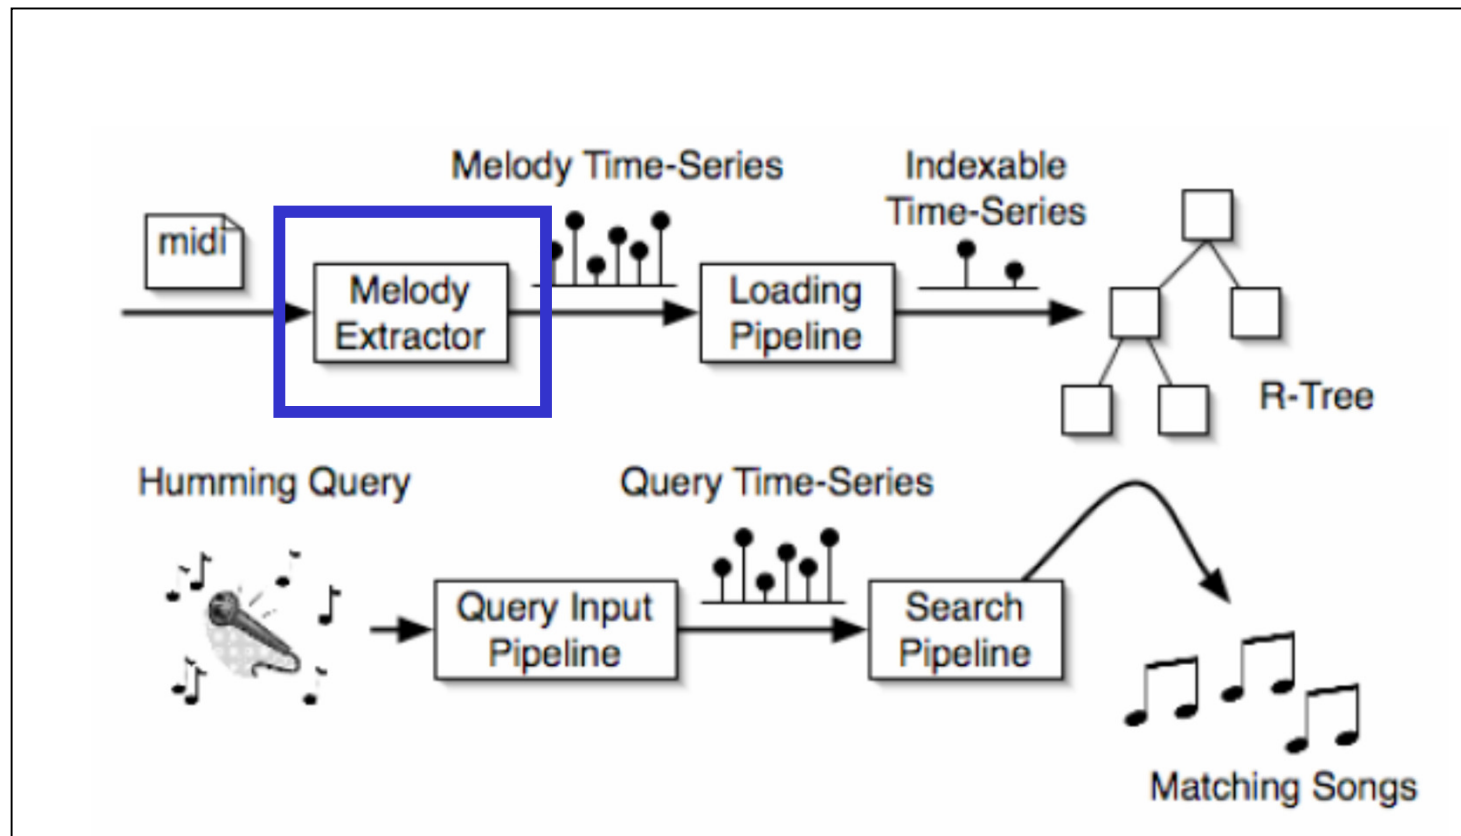 Melody Time-Series
Indexable
Time-Series
midi
Melody
Extractor
Loading
Pipeline
R-Tree
Humming Query
Query Time-Series
Query Input
Pipeline
Search
Pipeline
Matching Songs